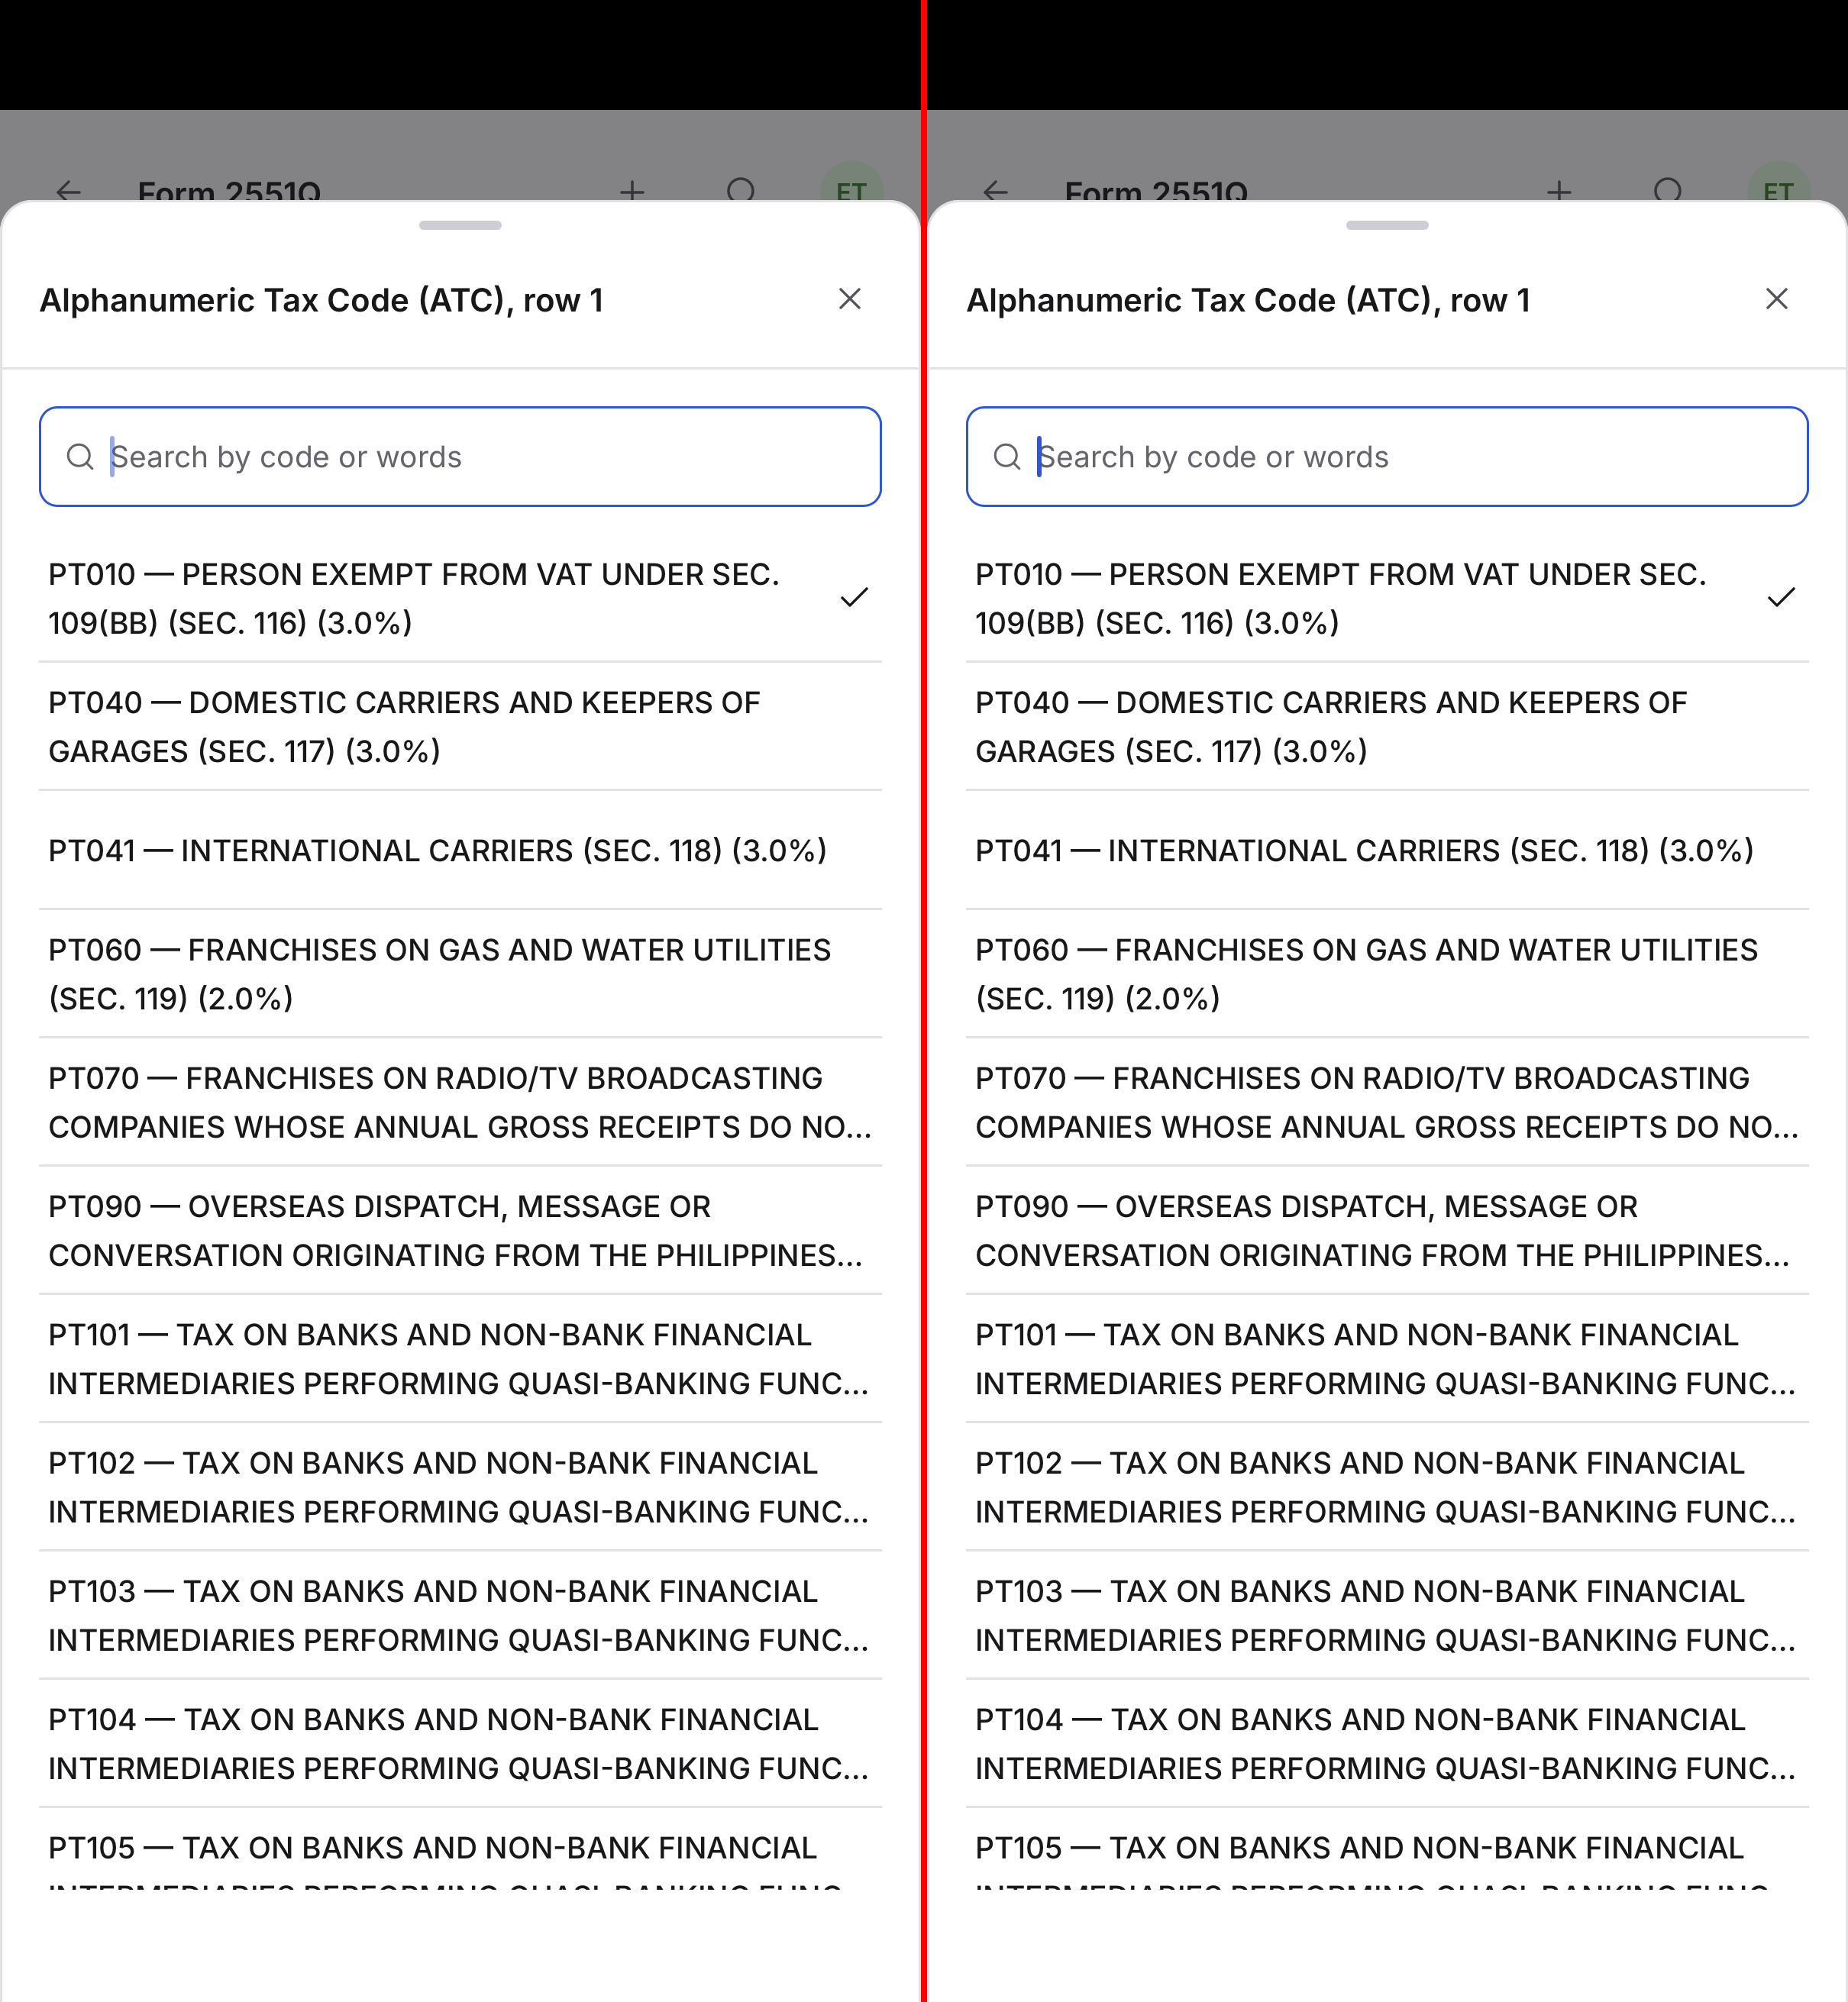 Form 2551Q
ET
Alphanumeric Tax Code (ATC), row 1
Search by code or words
PT010 — PERSON EXEMPT FROM VAT UNDER SEC.
109(BB) (SEC. 116) (3.0%)
PT040 — DOMESTIC CARRIERS AND KEEPERS OF
GARAGES (SEC. 117) (3.0%)
PT041 — INTERNATIONAL CARRIERS (SEC. 118) (3.0%)
PT060 — FRANCHISES ON GAS AND WATER UTILITIES
(SEC. 119) (2.0%)
PT070 — FRANCHISES ON RADIO/TV BROADCASTING
COMPANIES WHOSE ANNUAL GROSS RECEIPTS DO NO...
PT090 — OVERSEAS DISPATCH, MESSAGE OR
CONVERSATION ORIGINATING FROM THE PHILIPPINES...
PT101 — TAX ON BANKS AND NON-BANK FINANCIAL
INTERMEDIARIES PERFORMING QUASI-BANKING FUNC...
PT102 — TAX ON BANKS AND NON-BANK FINANCIAL
INTERMEDIARIES PERFORMING QUASI-BANKING FUNC...
PT103 — TAX ON BANKS AND NON-BANK FINANCIAL
INTERMEDIARIES PERFORMING QUASI-BANKING FUNC...
PT104 — TAX ON BANKS AND NON-BANK FINANCIAL
INTERMEDIARIES PERFORMING QUASI-BANKING FUNC...
PT105 — TAX ON BANKS AND NON-BANK FINANCIAL
Form 2551Q
ET
Alphanumeric Tax Code (ATC), row 1
Search by code or words
PT010 — PERSON EXEMPT FROM VAT UNDER SEC.
109(BB) (SEC. 116) (3.0%)
PT040 — DOMESTIC CARRIERS AND KEEPERS OF
GARAGES (SEC. 117) (3.0%)
PT041 — INTERNATIONAL CARRIERS (SEC. 118) (3.0%)
PT060 — FRANCHISES ON GAS AND WATER UTILITIES
(SEC. 119) (2.0%)
PT070 — FRANCHISES ON RADIO/TV BROADCASTING
COMPANIES WHOSE ANNUAL GROSS RECEIPTS DO NO...
PT090 — OVERSEAS DISPATCH, MESSAGE OR
CONVERSATION ORIGINATING FROM THE PHILIPPINES...
PT101 — TAX ON BANKS AND NON-BANK FINANCIAL
INTERMEDIARIES PERFORMING QUASI-BANKING FUNC...
PT102 — TAX ON BANKS AND NON-BANK FINANCIAL
INTERMEDIARIES PERFORMING QUASI-BANKING FUNC...
PT103 — TAX ON BANKS AND NON-BANK FINANCIAL
INTERMEDIARIES PERFORMING QUASI-BANKING FUNC...
PT104 — TAX ON BANKS AND NON-BANK FINANCIAL
INTERMEDIARIES PERFORMING QUASI-BANKING FUNC...
PT105 — TAX ON BANKS AND NON-BANK FINANCIAL